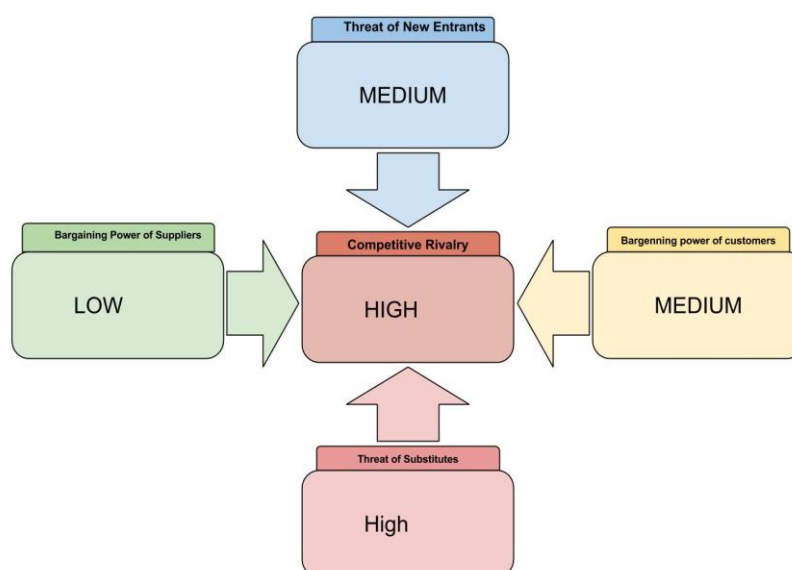 Threat of New Entrants
MEDIUM
Bargaining Power of Suppliers
LOW
Competitive Rivalry
HIGH
Bargenning power of customers
MEDIUM
Threat of Substitutes
High